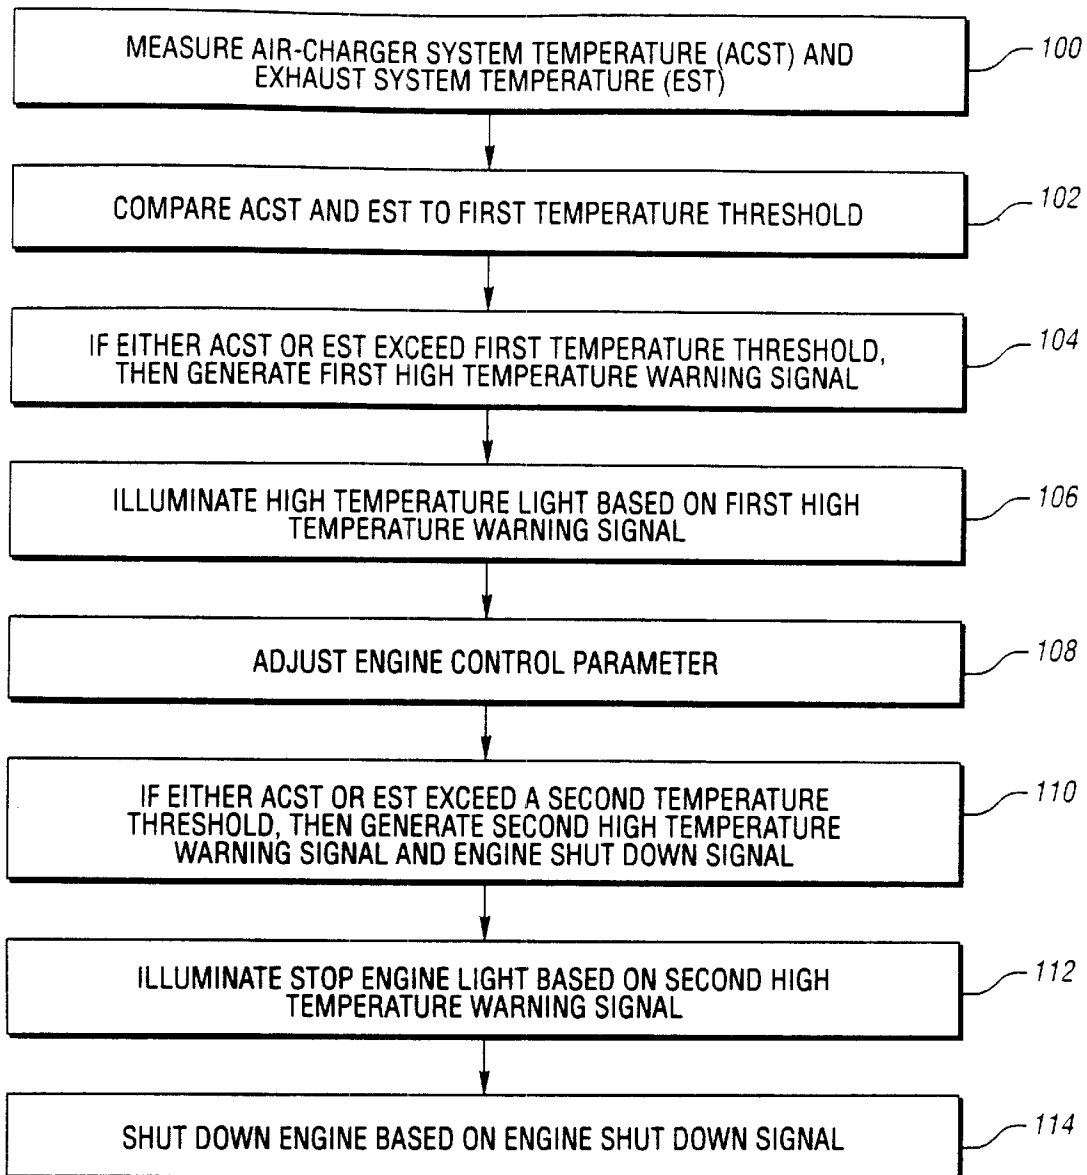 MEASURE AIR-CHARGER SYSTEM TEMPERATURE (ACST) AND
EXHAUST SYSTEM TEMPERATURE (EST)
100
COMPARE ACST AND EST TO FIRST TEMPERATURE THRESHOLD
102
IF EITHER ACST OR EST EXCEED FIRST TEMPERATURE THRESHOLD,
THEN GENERATE FIRST HIGH TEMPERATURE WARNING SIGNAL
104
ILLUMINATE HIGH TEMPERATURE LIGHT BASED ON FIRST HIGH
TEMPERATURE WARNING SIGNAL
106
ADJUST ENGINE CONTROL PARAMETER
108
IF EITHER ACST OR EST EXCEED A SECOND TEMPERATURE
THRESHOLD, THEN GENERATE SECOND HIGH TEMPERATURE
WARNING SIGNAL AND ENGINE SHUT DOWN SIGNAL
110
ILLUMINATE STOP ENGINE LIGHT BASED ON SECOND HIGH
TEMPERATURE WARNING SIGNAL
112
SHUT DOWN ENGINE BASED ON ENGINE SHUT DOWN SIGNAL
114